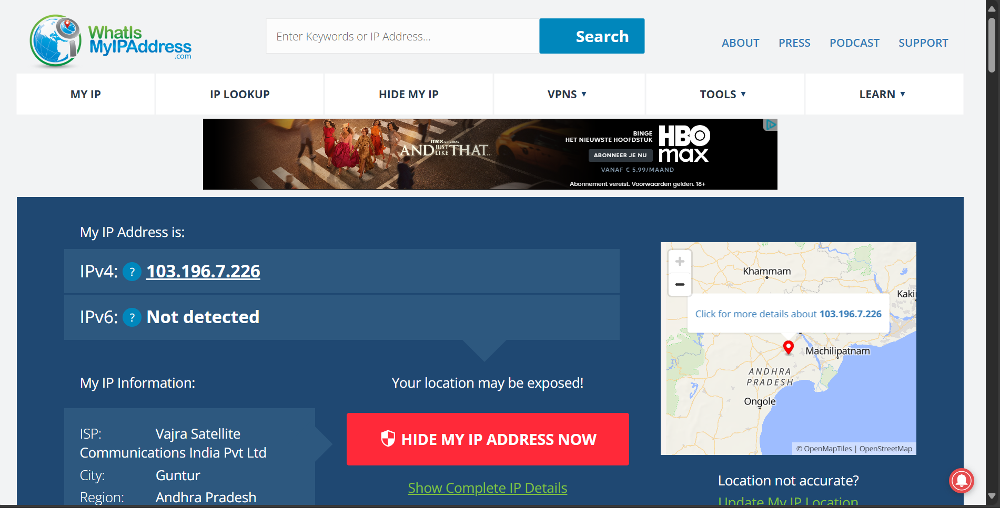 WhatIs
MyIPAddress
.com
Enter Keywords or IP Address...
Search
ABOUT
PRESS
PODCAST
SUPPORT
MY IP
IP LOOKUP
HIDE MY IP
VPNS
TOOLS
LEARN
max ORIGINAL
AND JUST LIKE THAT...
BINGE
HET NIEUWSTE HOOFDSTUK
ABONNEER JE NU
VANAF € 5,99/MAAND
Abonnement vereist. Voorwaarden gelden. 18+
HBO
max
My IP Address is:
IPv4: ? 103.196.7.226
IPv6: ? Not detected
My IP Information:
ISP: Vajra Satellite
Communications India Pvt Ltd
City: Guntur
Region: Andhra Pradesh
Your location may be exposed!
HIDE MY IP ADDRESS NOW
Show Complete IP Details
+
−
Khammam
Kaki
Click for more details about 103.196.7.226
Machilipatnam
ANDHRA
PRADESH
Ongole
© OpenMapTiles | OpenStreetMap
Location not accurate?
Update My IP Location